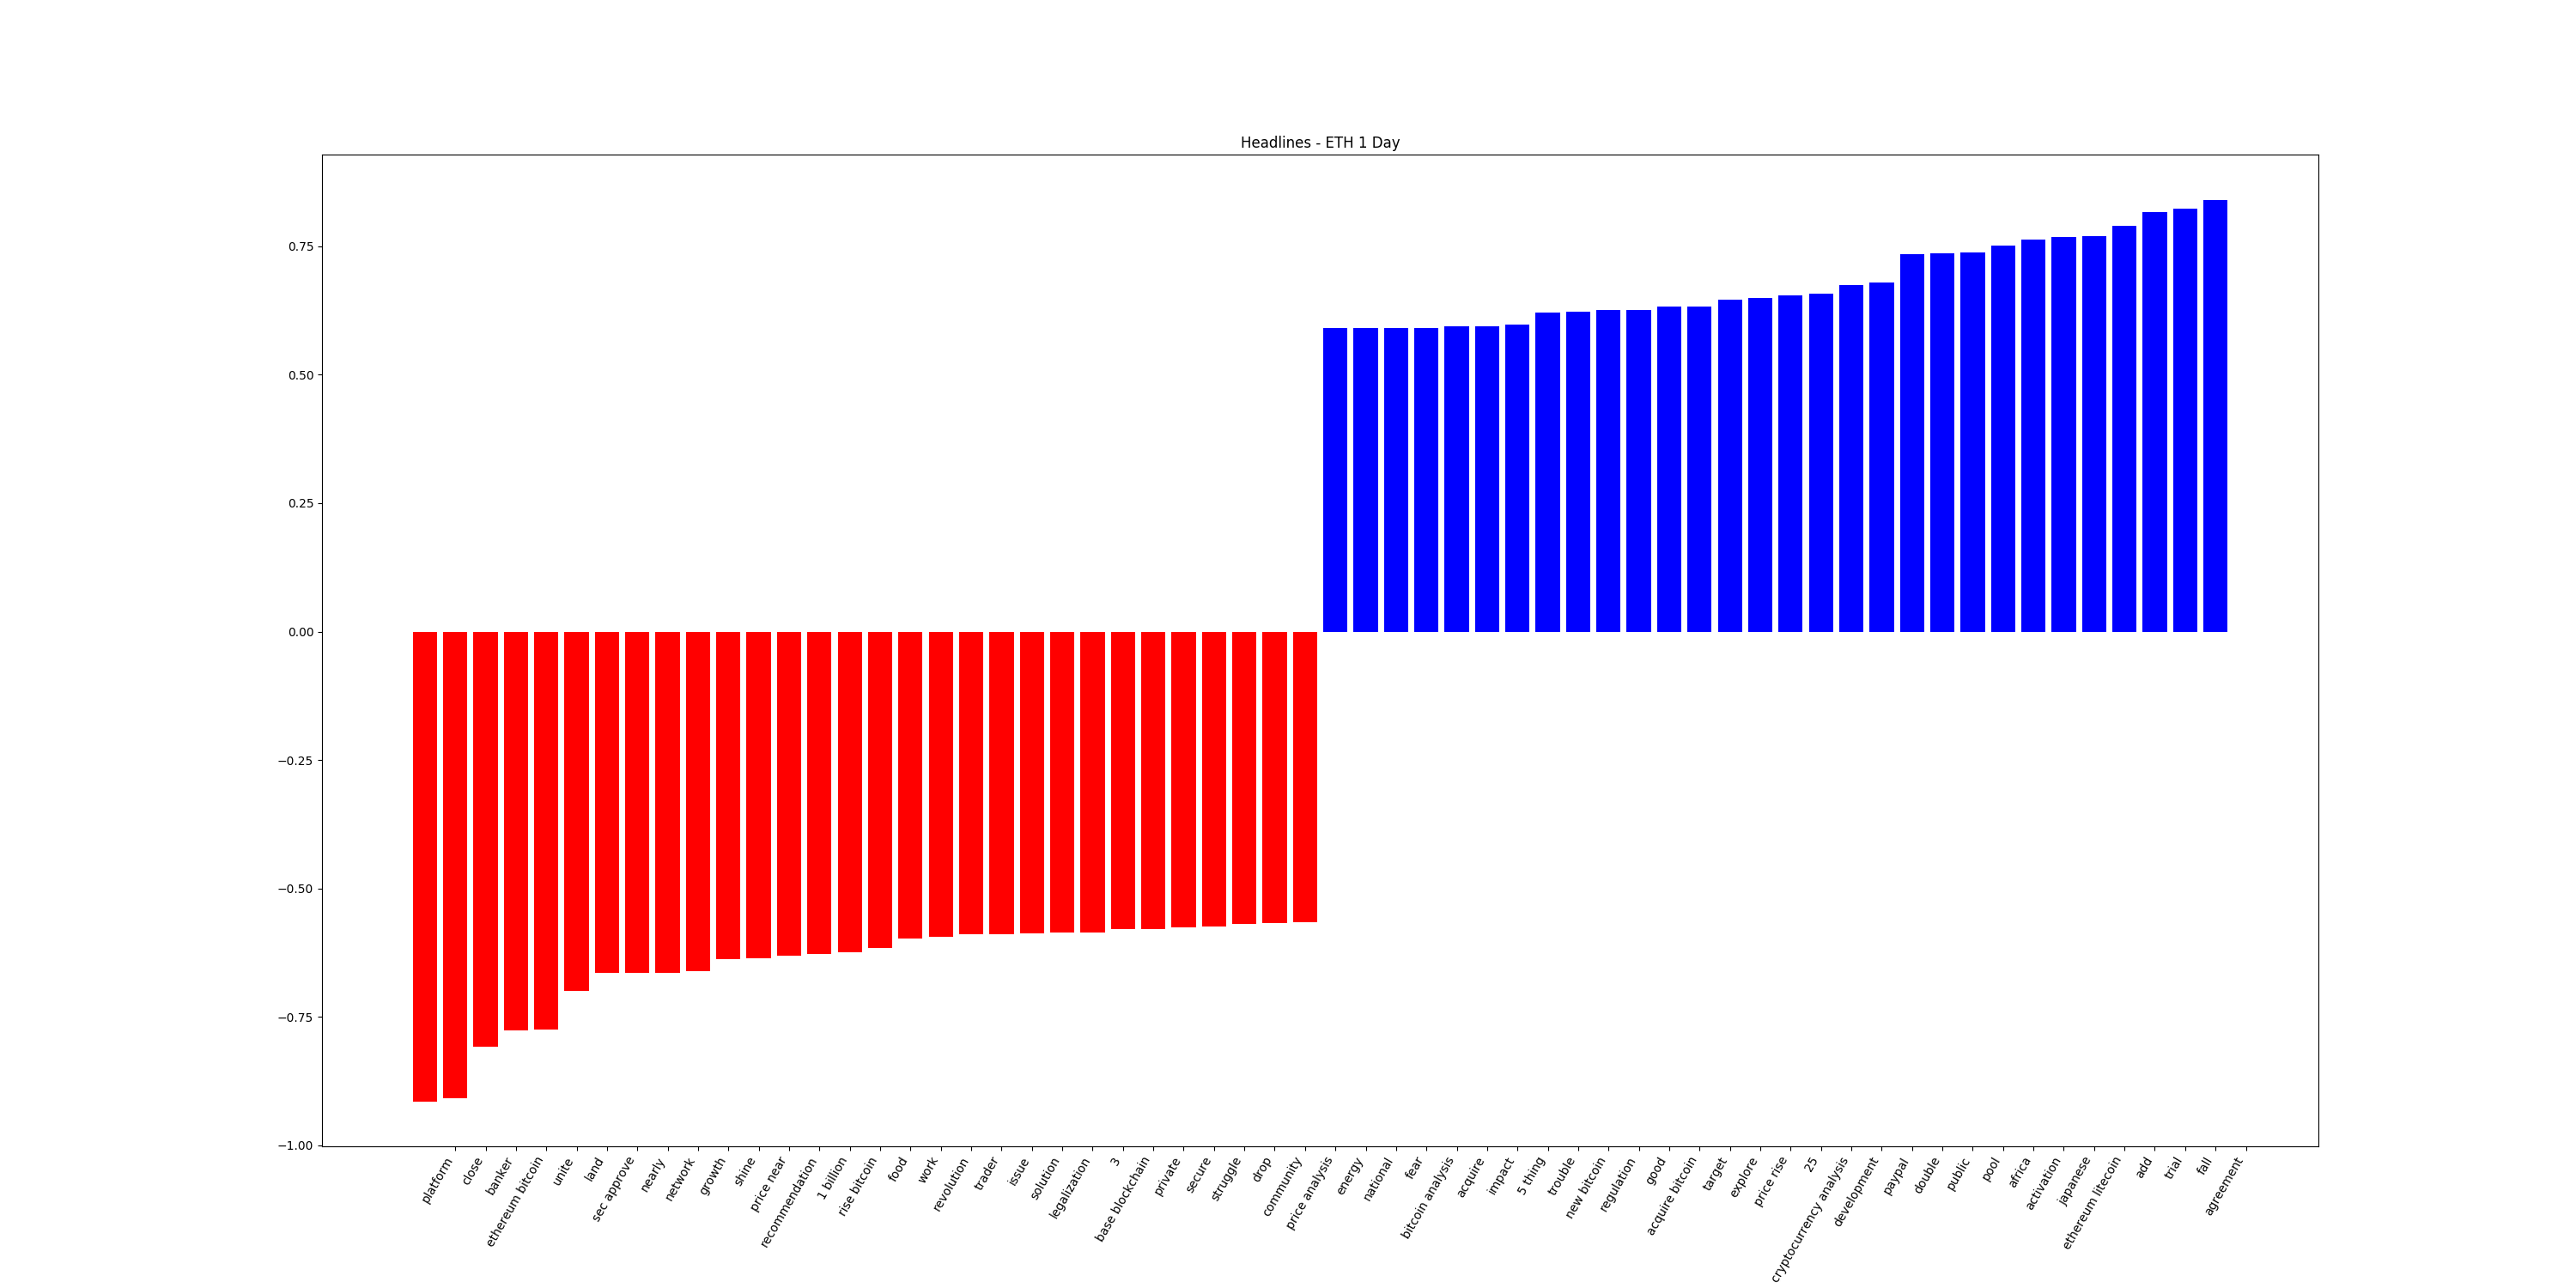 Headlines - ETH 1 Day
0.75
0.50
0.25
0.00
−0.25
−0.50
−0.75
−1.00
platform
close
banker
ethereum bitcoin
unite
land
sec approve
nearly
network
growth
shine
price near
recommendation
1 billion
rise bitcoin
food
work
revolution
trader
issue
solution
legalization
3
base blockchain
private
secure
struggle
drop
community
price analysis
energy
national
fear
bitcoin analysis
acquire
impact
5 thing
trouble
new bitcoin
regulation
good
acquire bitcoin
target
explore
price rise
25
cryptocurrency analysis
development
paypal
double
public
pool
africa
activation
japanese
ethereum litecoin
add
trial
fall
agreement